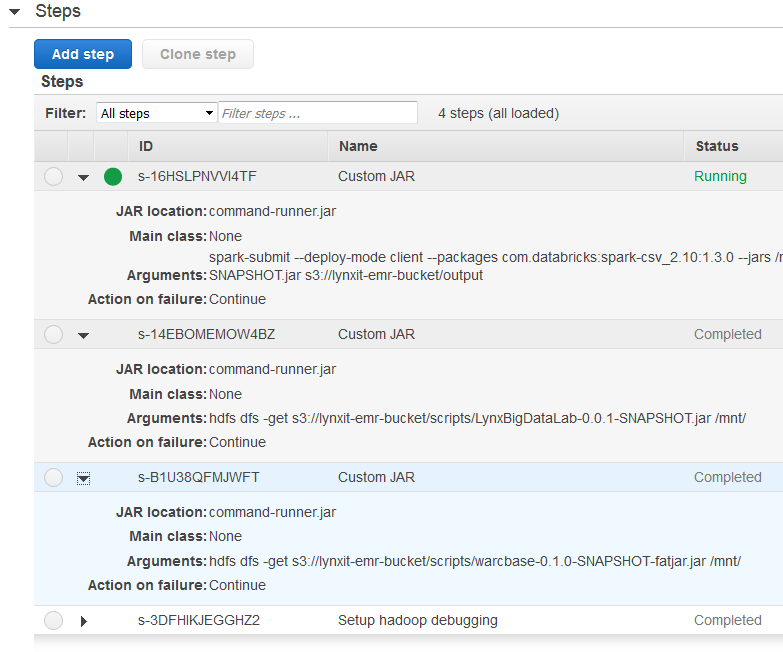 Steps
Add step Clone step
Steps
Filter: All steps Filter steps ... 4 steps (all loaded)
ID Name Status
s-16HSLPNVVI4TF Custom JAR Running
JAR location: command-runner.jar
Main class: None
spark-submit --deploy-mode client --packages com.databricks:spark-csv_2.10:1.3.0 --jars /
Arguments: SNAPSHOT.jar s3://lynxit-emr-bucket/output
Action on failure: Continue
s-14EBOMEMOW4BZ Custom JAR Completed
JAR location: command-runner.jar
Main class: None
Arguments: hdfs dfs -get s3://lynxit-emr-bucket/scripts/LynxBigDataLab-0.0.1-SNAPSHOT.jar /mnt/
Action on failure: Continue
s-B1U38QFMJWFT Custom JAR Completed
JAR location: command-runner.jar
Main class: None
Arguments: hdfs dfs -get s3://lynxit-emr-bucket/scripts/warcbase-0.1.0-SNAPSHOT-fatjar.jar /mnt/
Action on failure: Continue
s-3DFHIKJEGGHZ2 Setup hadoop debugging Completed